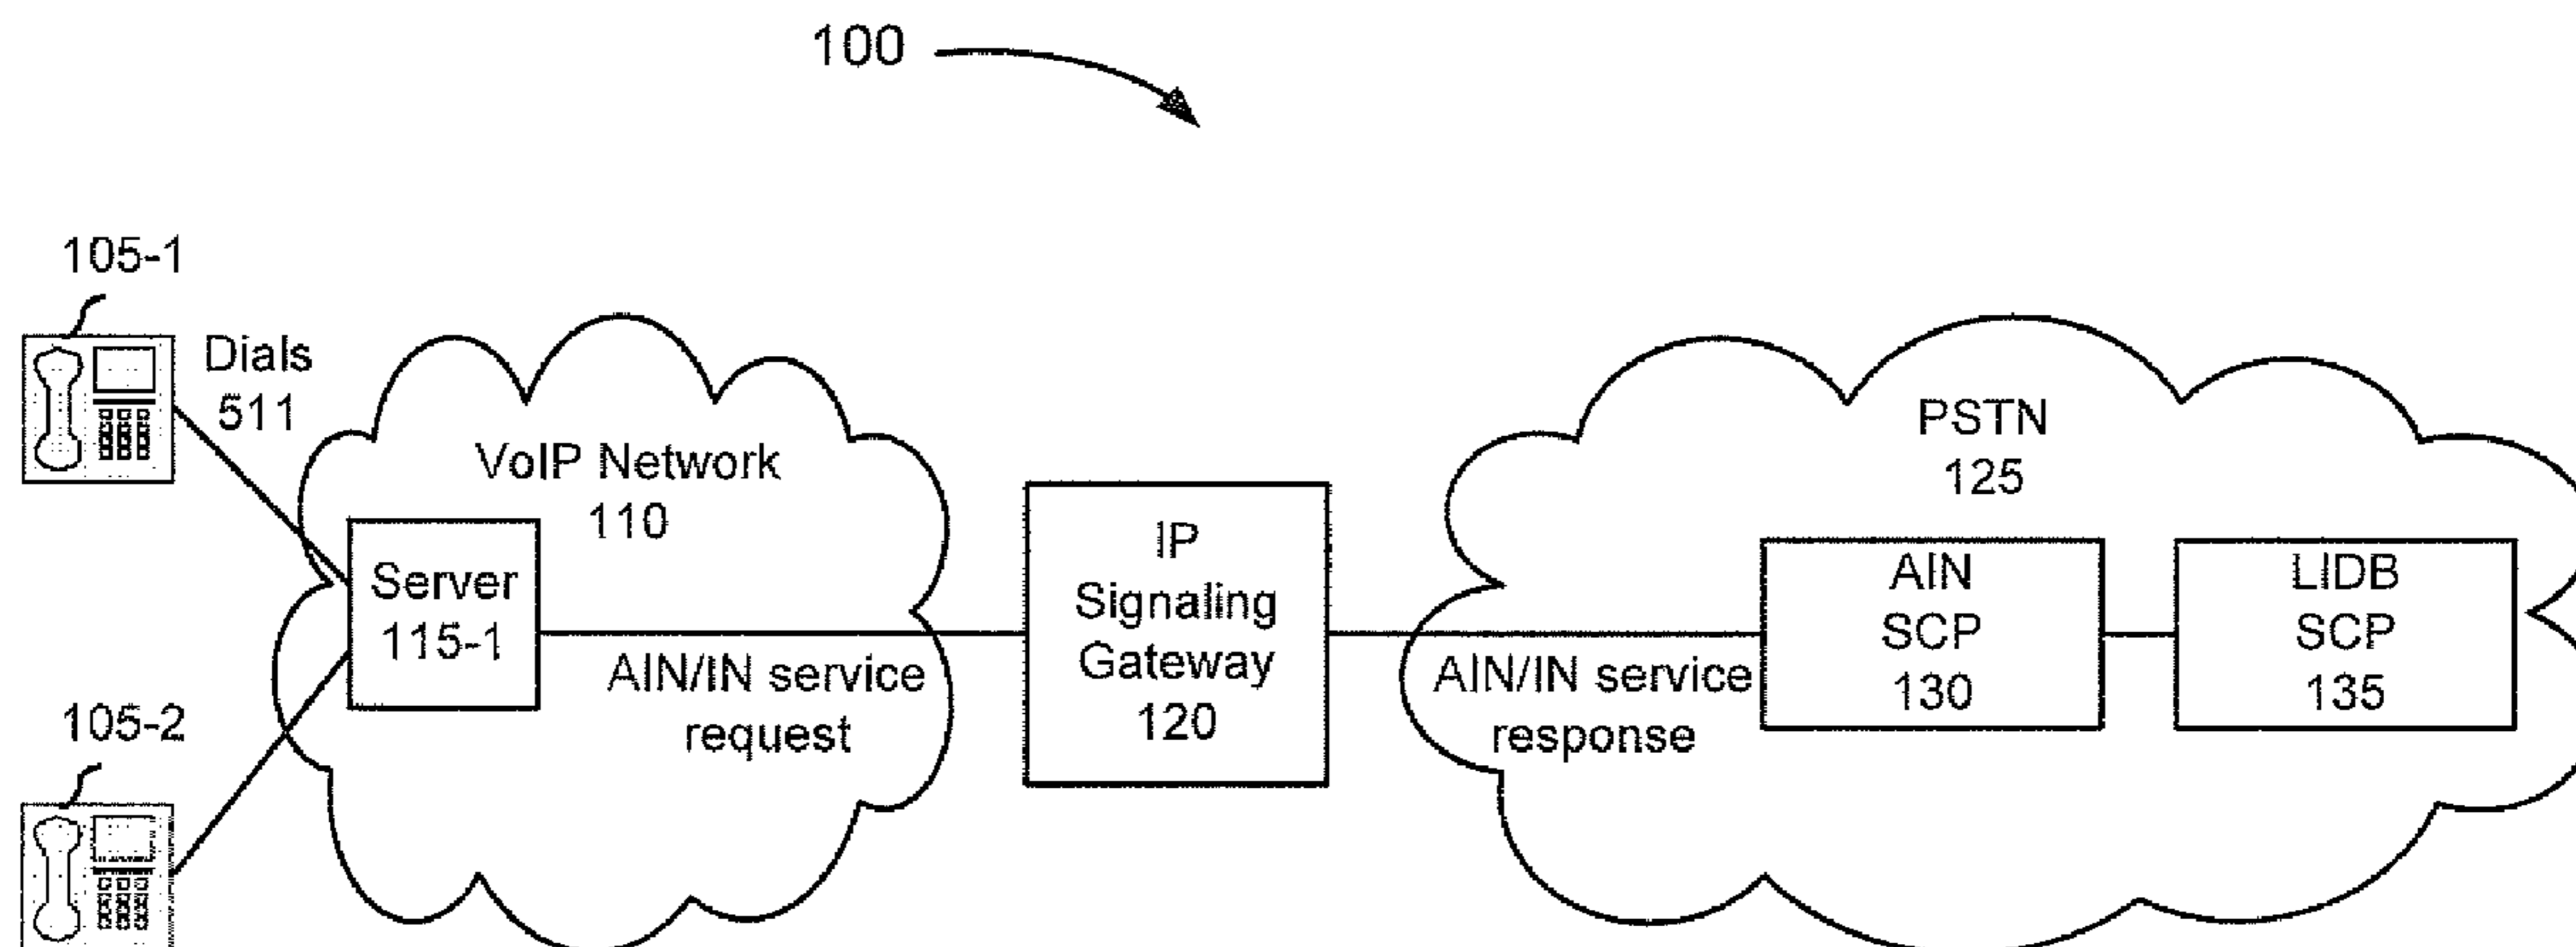 100
105-1
Dials
511
VoIP Network
110
Server
115-1
AIN/IN service
request
105-2
IP
Signaling
Gateway
120
PSTN
125
AIN/IN service
response
AIN
SCP
130
LIDB
SCP
135